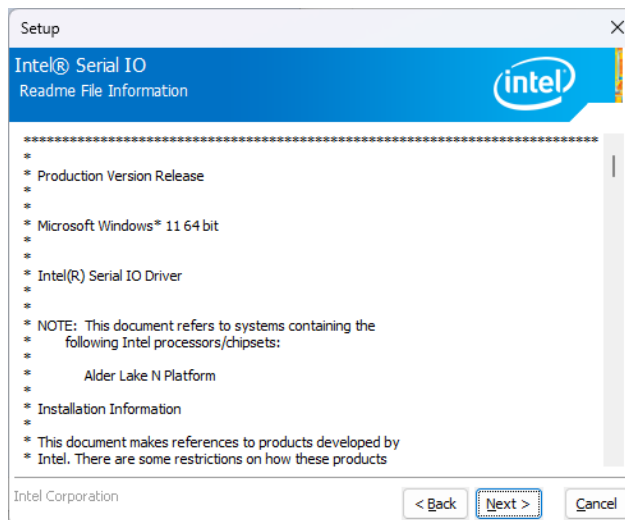 Setup
Intel® Serial IO
Readme File Information
intel
*****************************************************************************
*
* Production Version Release
*
*
* Microsoft Windows* 11 64 bit
*
*
* Intel(R) Serial IO Driver
*
*
* NOTE:  This document refers to systems containing the
*        following Intel processors/chipsets:
*
*            Alder Lake N Platform
*
* Installation Information
*
* This document makes references to products developed by
* Intel. There are some restrictions on how these products
Intel Corporation
< Back
Next >
Cancel